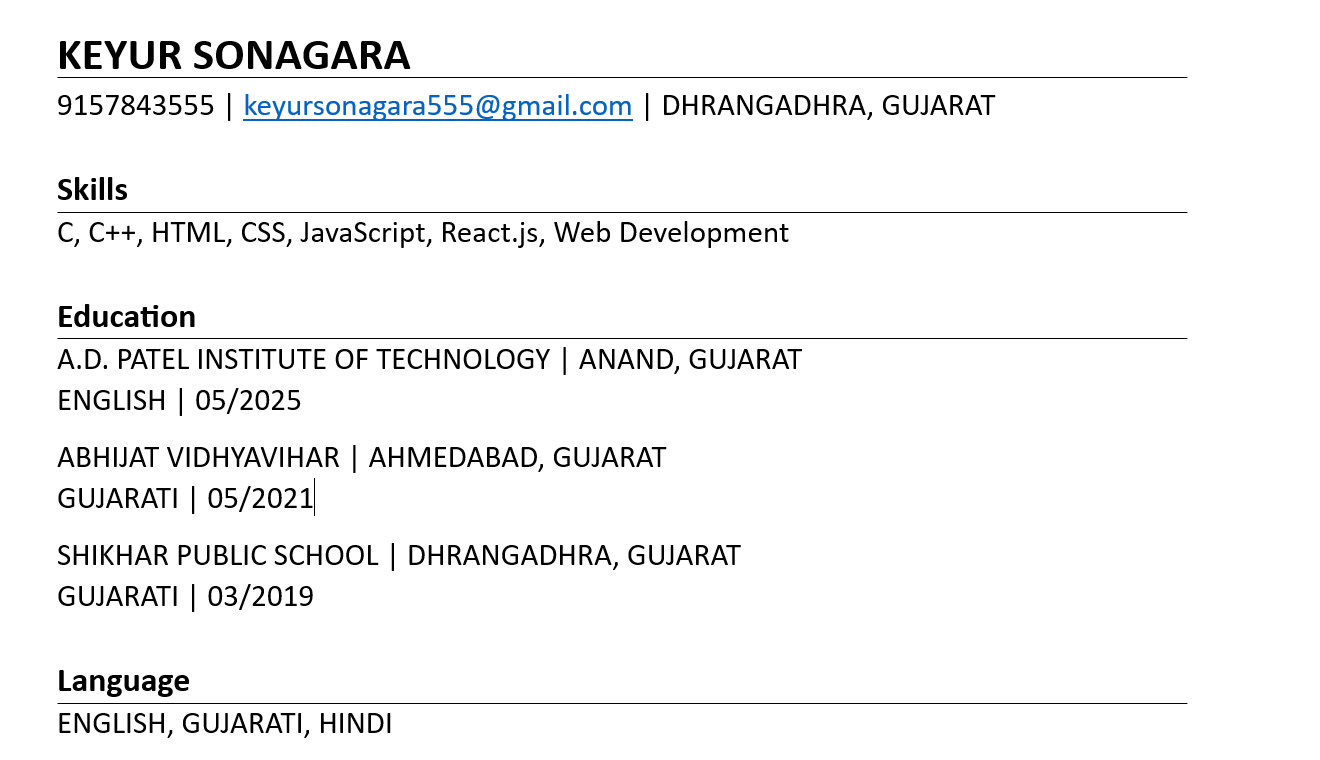 KEYUR SONAGARA
9157843555 | keyursonagara555@gmail.com | DHRANGADHRA, GUJARAT
Skills
C, C++, HTML, CSS, JavaScript, React.js, Web Development
Education
A.D. PATEL INSTITUTE OF TECHNOLOGY | ANAND, GUJARAT
ENGLISH | 05/2025
ABHIJAT VIDHYAVIHAR | AHMEDABAD, GUJARAT
GUJARATI | 05/2021
SHIKHAR PUBLIC SCHOOL | DHRANGADHRA, GUJARAT
GUJARATI | 03/2019
Language
ENGLISH, GUJARATI, HINDI